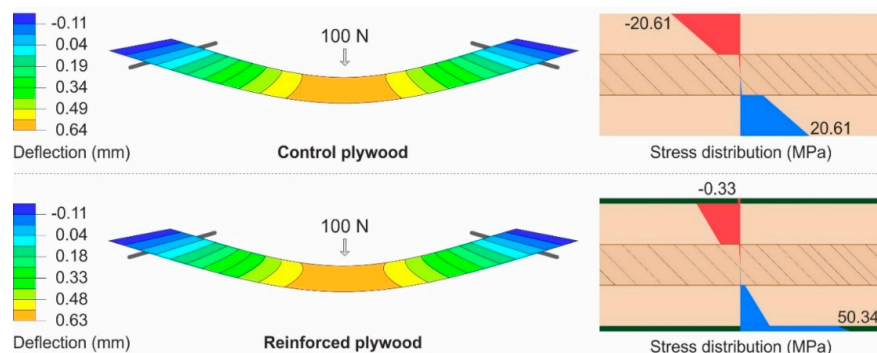 -0.11
0.04
0.19
0.34
0.49
0.64
Deflection (mm)
100 N
Control plywood
-20.61
20.61
Stress distribution (MPa)
-0.11
0.04
0.18
0.33
0.48
0.63
Deflection (mm)
100 N
Reinforced plywood
-0.33
50.34
Stress distribution (MPa)